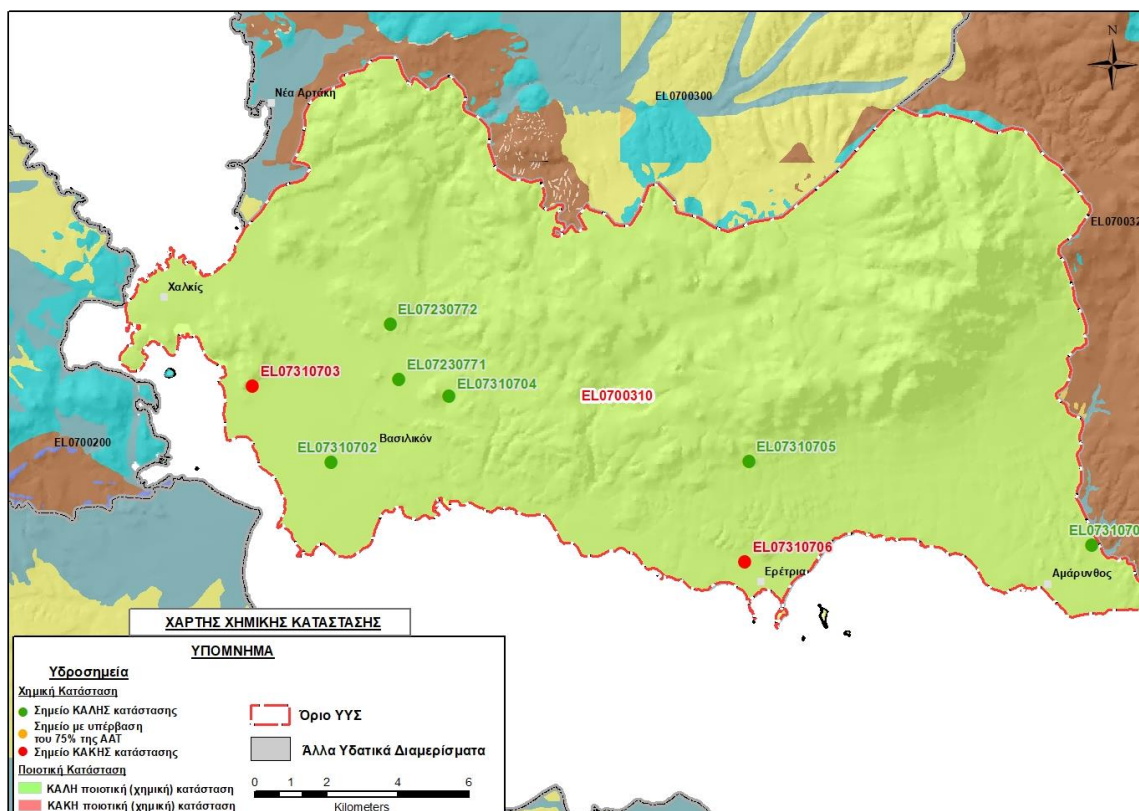 N
Νέα Αρτάκη
EL0700300
EL070032
Χαλκίς
EL07230772
EL07310703
EL07230771
EL07310704
EL0700310
EL0700200
Βασιλικόν
EL07310702
EL07310705
EL0731070
EL07310706
Ερέτρια
Αμάρυνθος
ΧΑΡΤΗΣ ΧΗΜΙΚΗΣ ΚΑΤΑΣΤΑΣΗΣ
ΥΠΟΜΝΗΜΑ
Υδροσημεία
Χημική Κατάσταση
Σημείο ΚΑΛΗΣ κατάστασης
Σημείο με υπέρβαση
του 75% της ΑΑΤ
Σημείο ΚΑΚΗΣ κατάστασης
Ποιοτική Κατάσταση
ΚΑΛΗ ποιοτική (χημική) κατάσταση
ΚΑΚΗ ποιοτική (χημική) κατάσταση
Όριο ΥΥΣ
Άλλα Υδατικά Διαμερίσματα
0 1 2 4 6
Kilometers